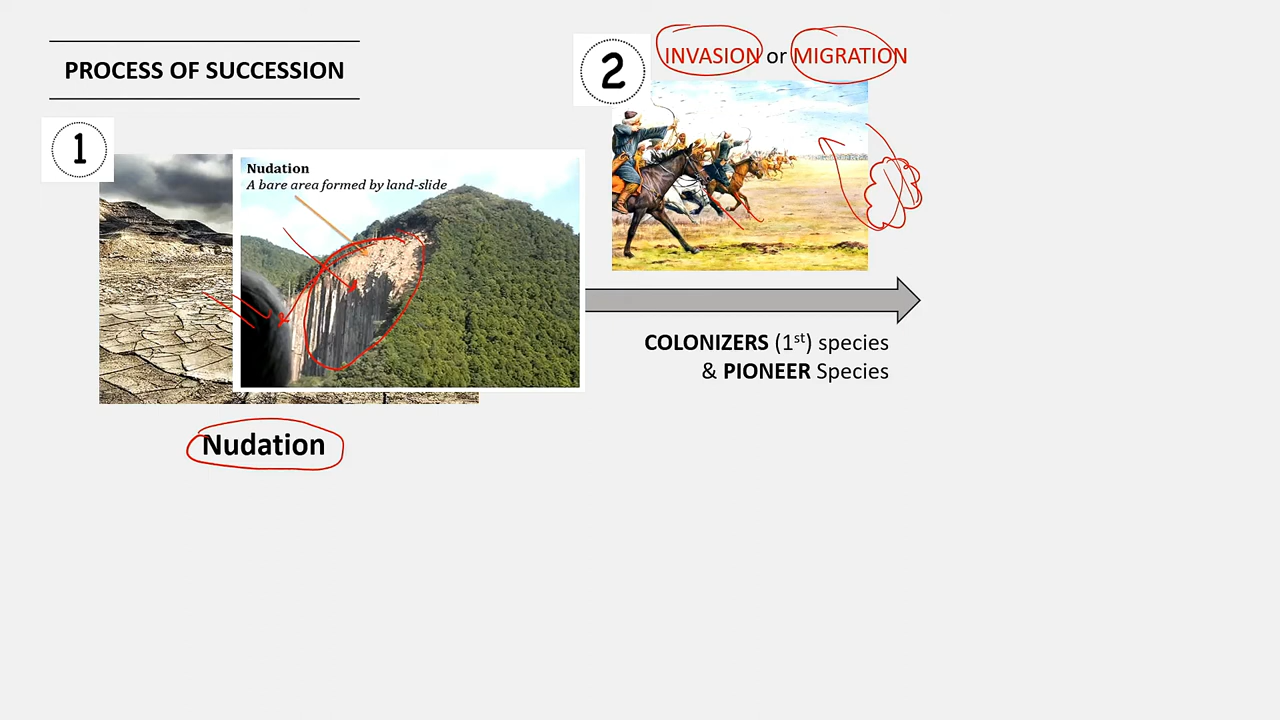 PROCESS OF SUCCESSION
1
Nudation
A bare area formed by land-slide
Nudation
2
INVASION or MIGRATION
COLONIZERS (1st) species
& PIONEER Species